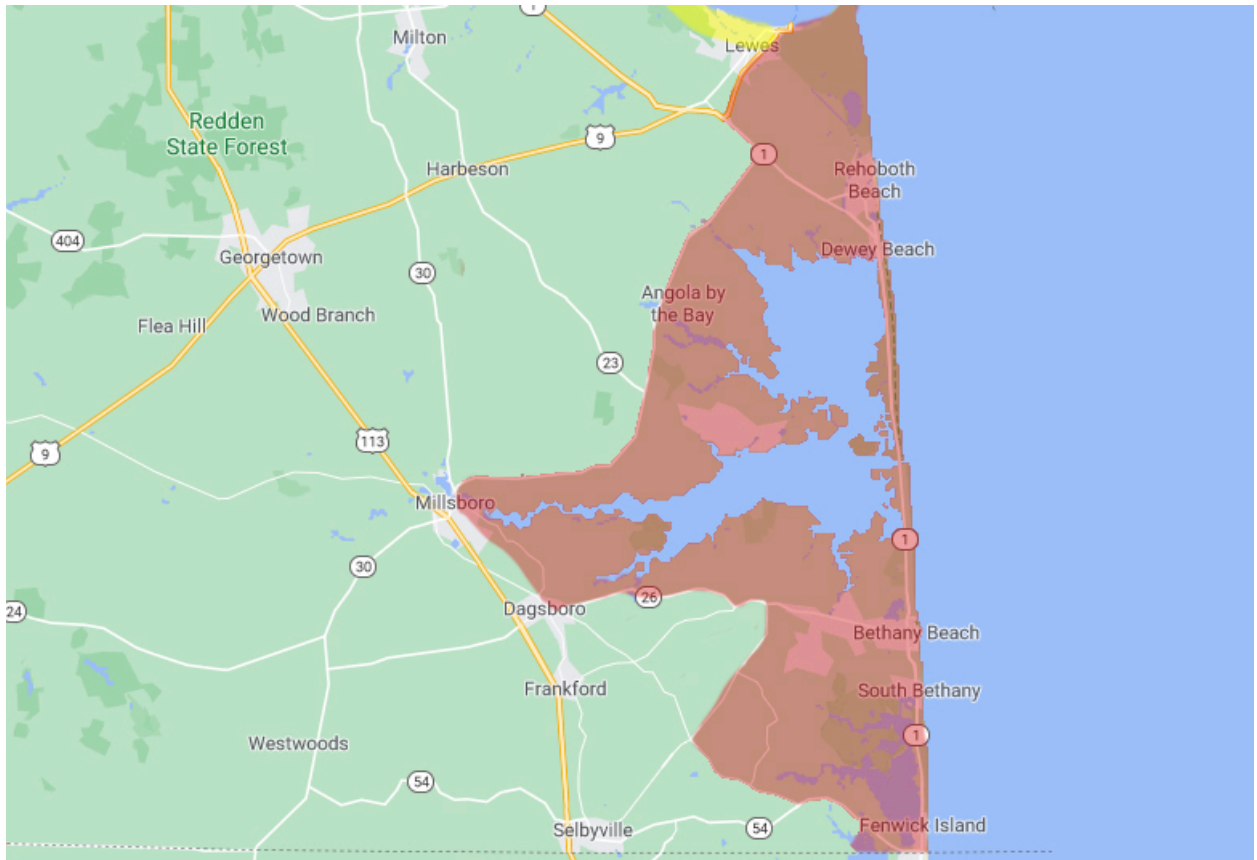 1
Milton
Lewes
Redden
State Forest
9
Harbeson
1
Rehoboth
Beach
404
Georgetown
Dewey Beach
30
Angola by
the Bay
Wood Branch
Flea Hill
23
113
9
Millsboro
1
30
24
Dagsboro
26
Bethany Beach
Frankford
South Bethany
Westwoods
1
54
Selbyville
54
Fenwick Island